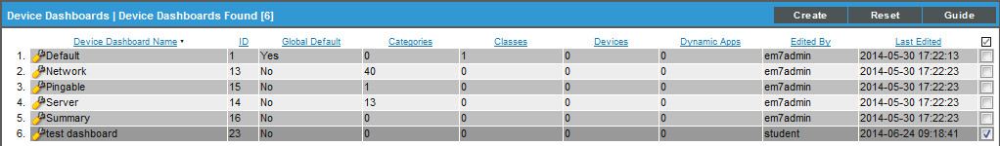 Device Dashboards | Device Dashboards Found [6] Create Reset Guide
Device Dashboard Name ID Global Default Categories Classes Devices Dynamic Apps Edited By Last Edited
1. Default 1 Yes 0 1 0 0 em7admin 2014-05-30 17:22:13
2. Network 13 No 40 0 0 0 em7admin 2014-05-30 17:22:23
3. Pingable 15 No 1 0 0 0 em7admin 2014-05-30 17:22:23
4. Server 14 No 13 0 0 0 em7admin 2014-05-30 17:22:23
5. Summary 16 No 0 0 0 0 em7admin 2014-05-30 17:22:23
6. test dashboard 23 No 0 0 0 0 student 2014-06-24 09:18:41